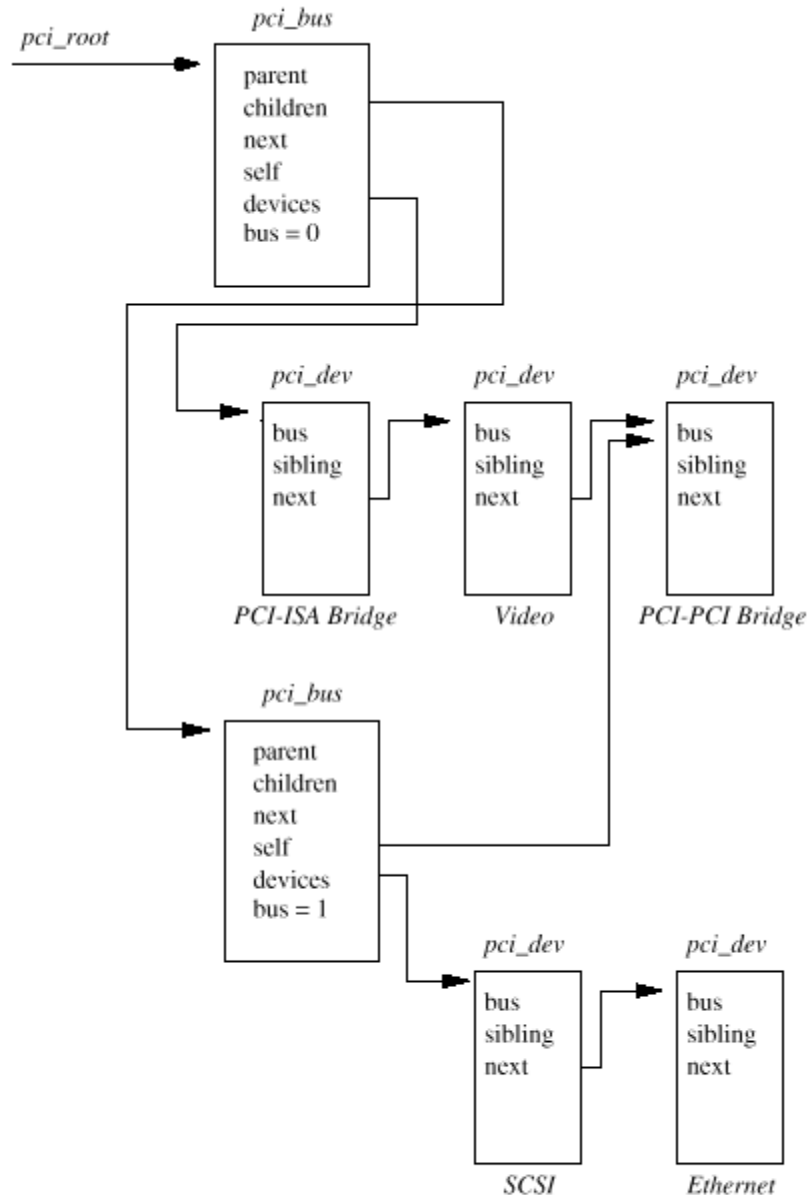 pci_root
pci_bus
parent
children
next
self
devices
bus = 0
pci_dev
pci_dev
pci_dev
bus
sibling
next
bus
sibling
next
bus
sibling
next
PCI-ISA Bridge
Video
PCI-PCI Bridge
pci_bus
parent
children
next
self
devices
bus = 1
pci_dev
pci_dev
bus
sibling
next
bus
sibling
next
SCSI
Ethernet